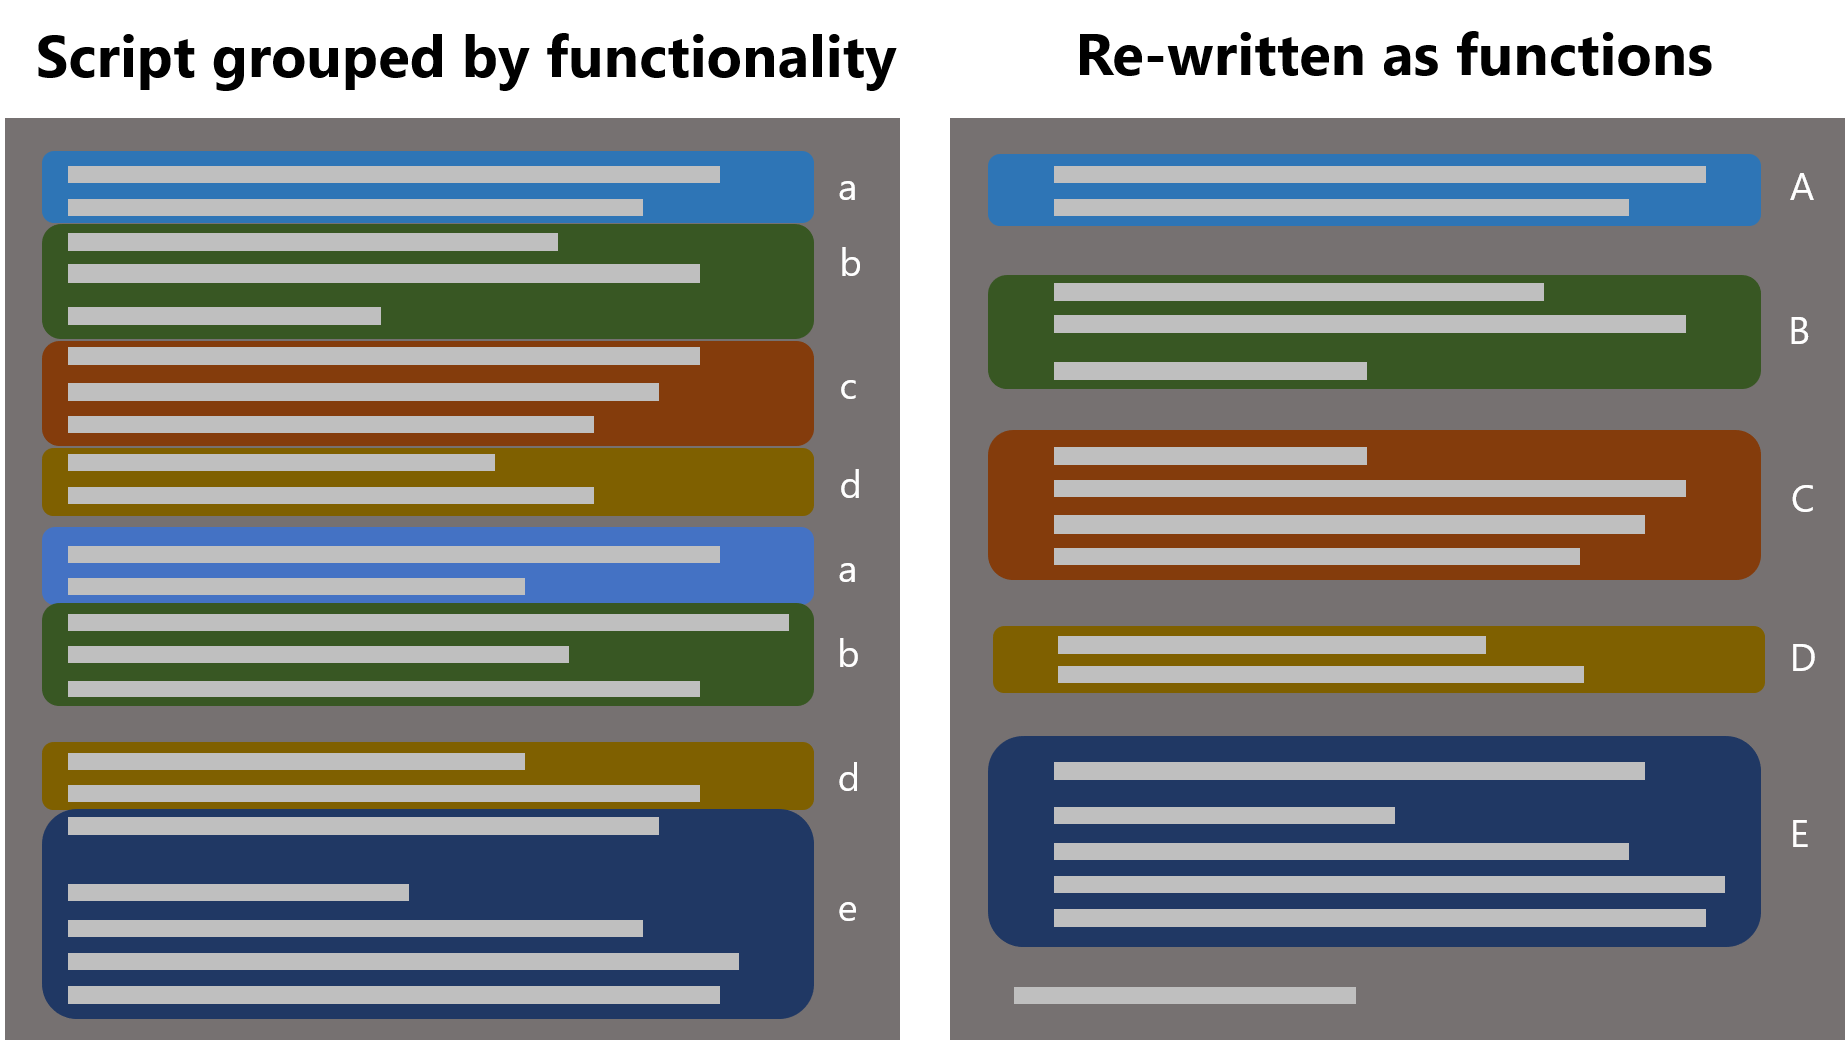 Script grouped by functionality
Re-written as functions
a
b
c
d
a
b
d
e
A
B
C
D
E